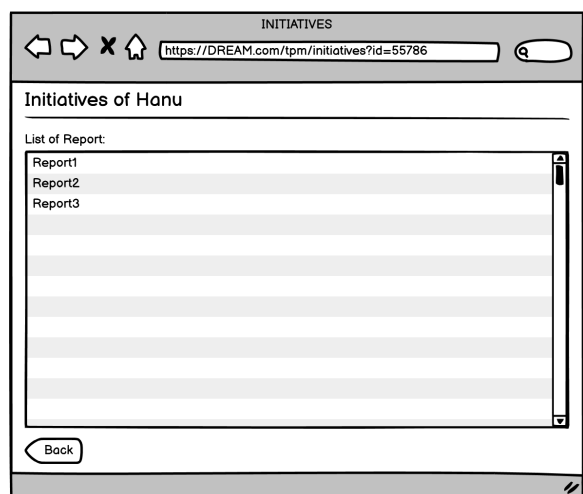 INITIATIVES
https://DREAM.com/tpm/initiatives?id=55786
Initiatives of Hanu
List of Report:
Report1
Report2
Report3
Back